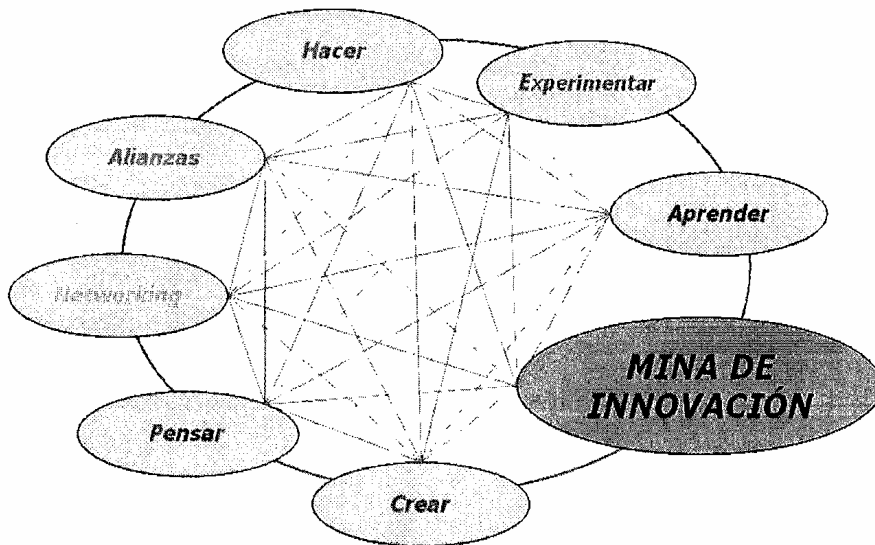 Hacer
Experimentar
Alianzas
Aprender
Networking
MINA DE
INNOVACIÓN
Pensar
Crear